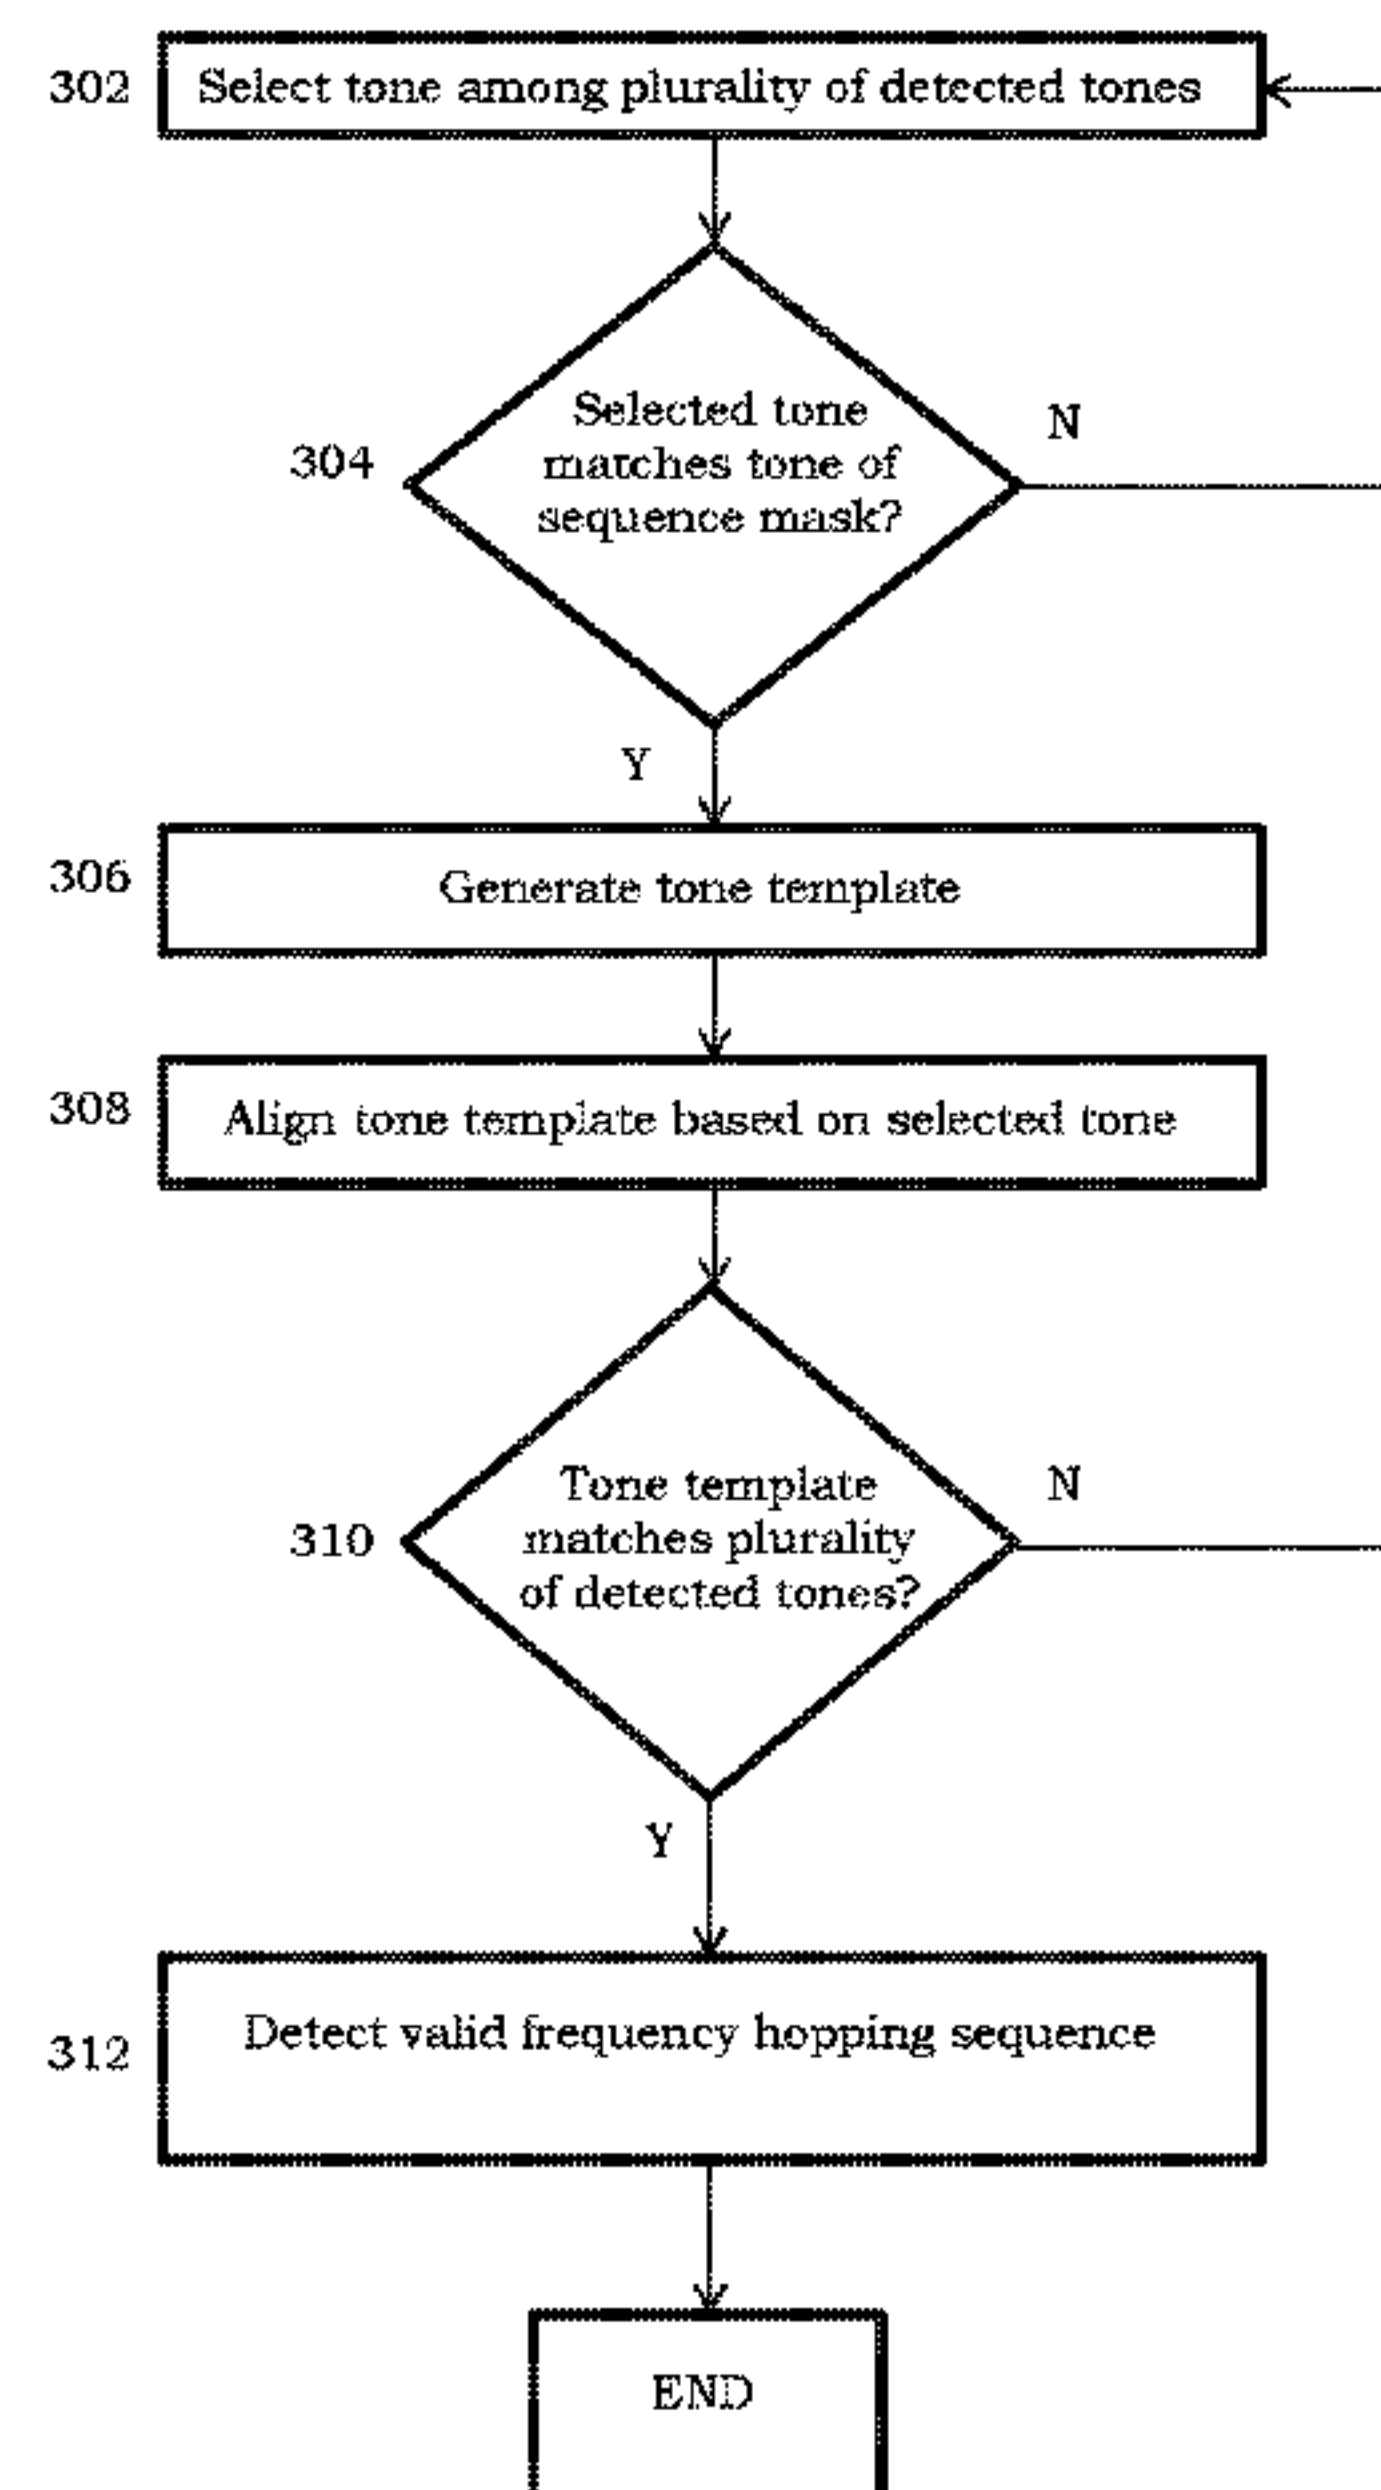 302
Select tone among plurality of detected tones
304
Selected tone
matches tone of
sequence mask?
N
Y
306
Generate tone template
308
Align tone template based on selected tone
310
Tone template
matches plurality
of detected tones?
N
Y
312
Detect valid frequency hopping sequence
END